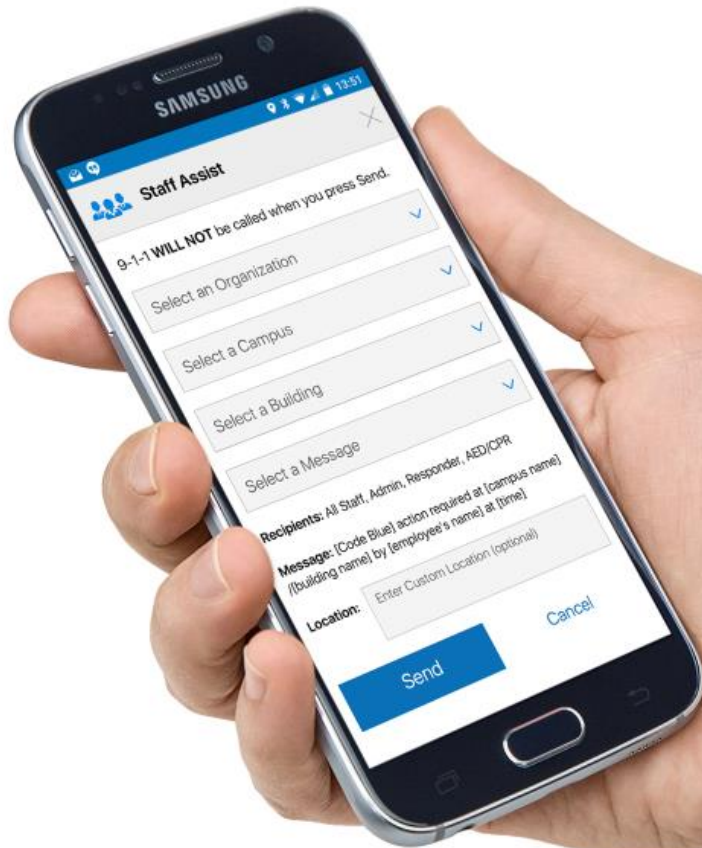 SAMSUNG
13:51
Staff Assist
9-1-1 WILL NOT be called when you press Send.
Select an Organization
Select a Campus
Select a Building
Select a Message
Recipients: All Staff, Admin, Responder, AED/CPR
Message: [Code Blue] action required at [campus name]
/[building name] by [employee's name] at [time]
Location:
Enter Custom Location (optional)
Send
Cancel